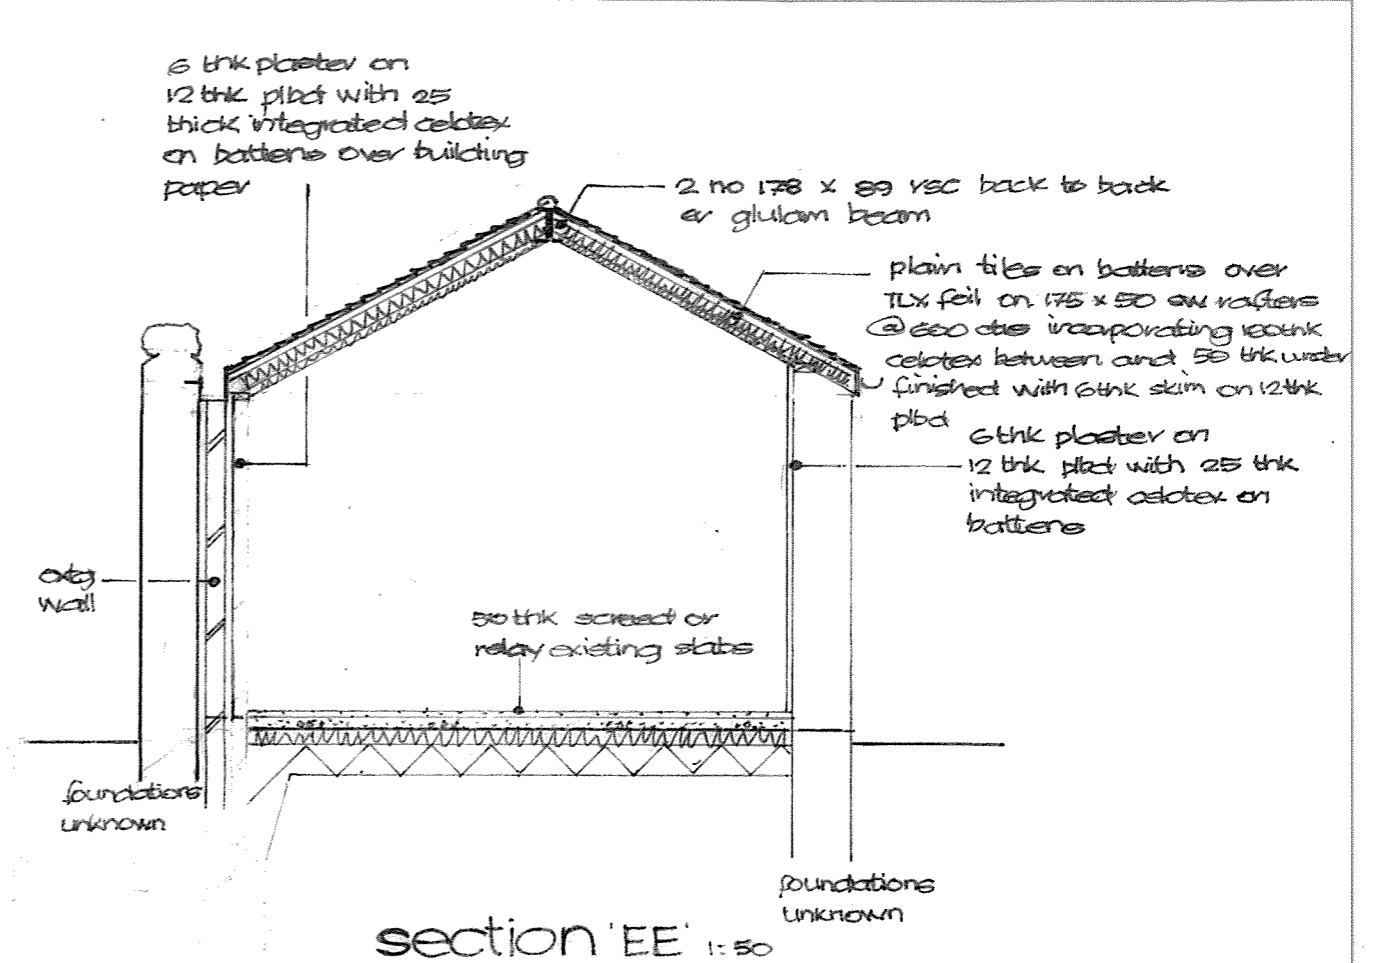 6 thk plaster on
12 thk plbd with 25
thick integrated celotex
on battens over building
paper
2 no 178 x 89 rsc back to back
or glulam beam
plain tiles on battens over
TLX foil on 175 x 50 sw rafters
@ 600 cts incorporating 100thk
celotex between and 50 thk under
finished with 6thk skim on 12thk
plbd
6thk plaster on
12 thk plbd with 25 thk
integrated celotex on
battens
extg
wall
50 thk screed or
relay existing slabs
foundations
unknown
foundations
unknown
section 'EE' 1:50